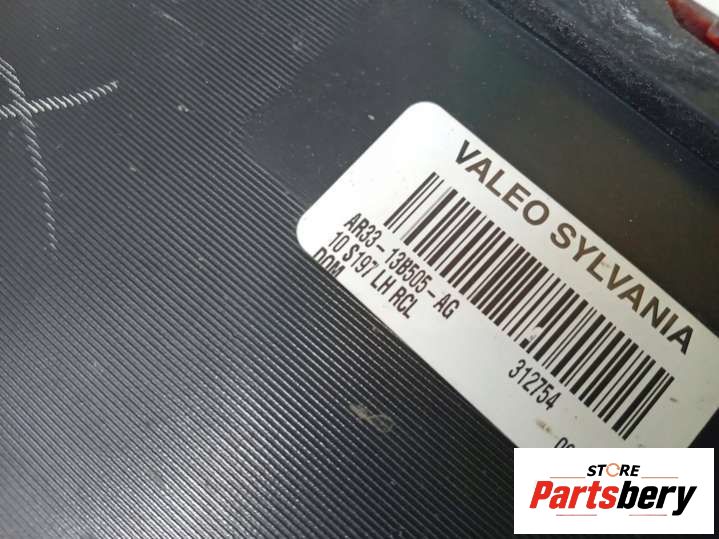 VALEO SYLVANIA
AR33-13B505-AG
10 S197 LH RCL
DOM
312754
STORE
Partsbery